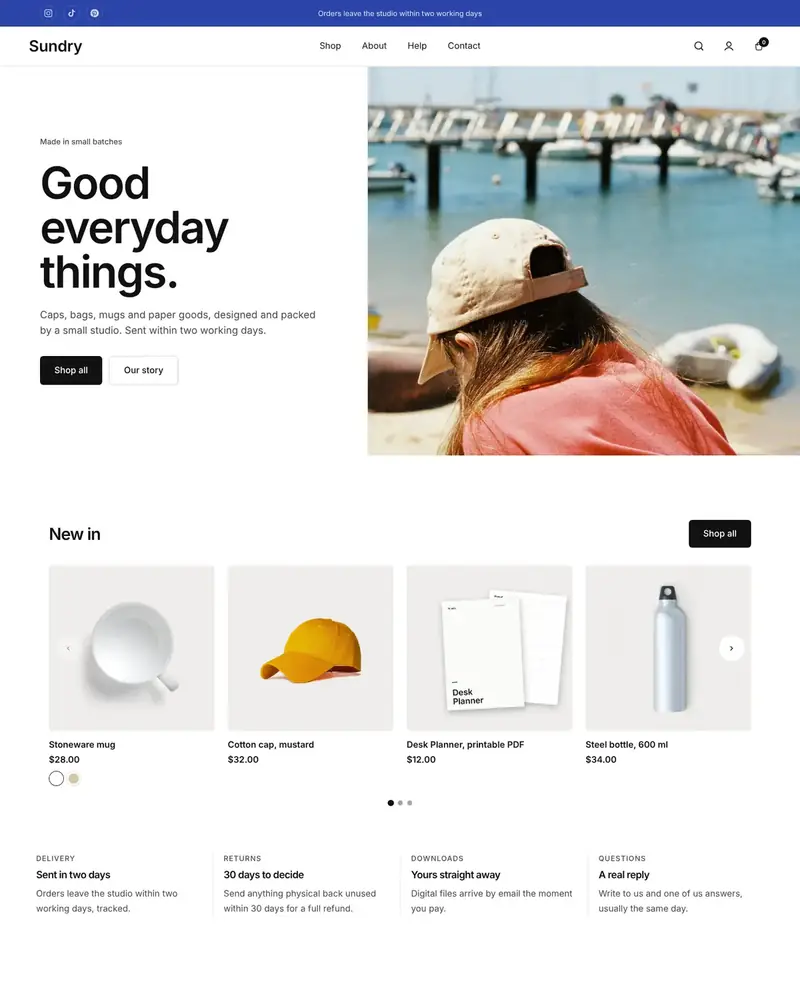 Orders leave the studio within two working days
Sundry
Shop
About
Help
Contact
0
Made in small batches
Good
everyday
things.
Caps, bags, mugs and paper goods, designed and packed
by a small studio. Sent within two working days.
Shop all
Our story
New in
Shop all
Desk
Planner
Stoneware mug
$28.00
Cotton cap, mustard
$32.00
Desk Planner, printable PDF
$12.00
Steel bottle, 600 ml
$34.00
DELIVERY
Sent in two days
Orders leave the studio within two
working days, tracked.
RETURNS
30 days to decide
Send anything physical back unused
within 30 days for a full refund.
DOWNLOADS
Yours straight away
Digital files arrive by email the moment
you pay.
QUESTIONS
A real reply
Write to us and one of us answers,
usually the same day.